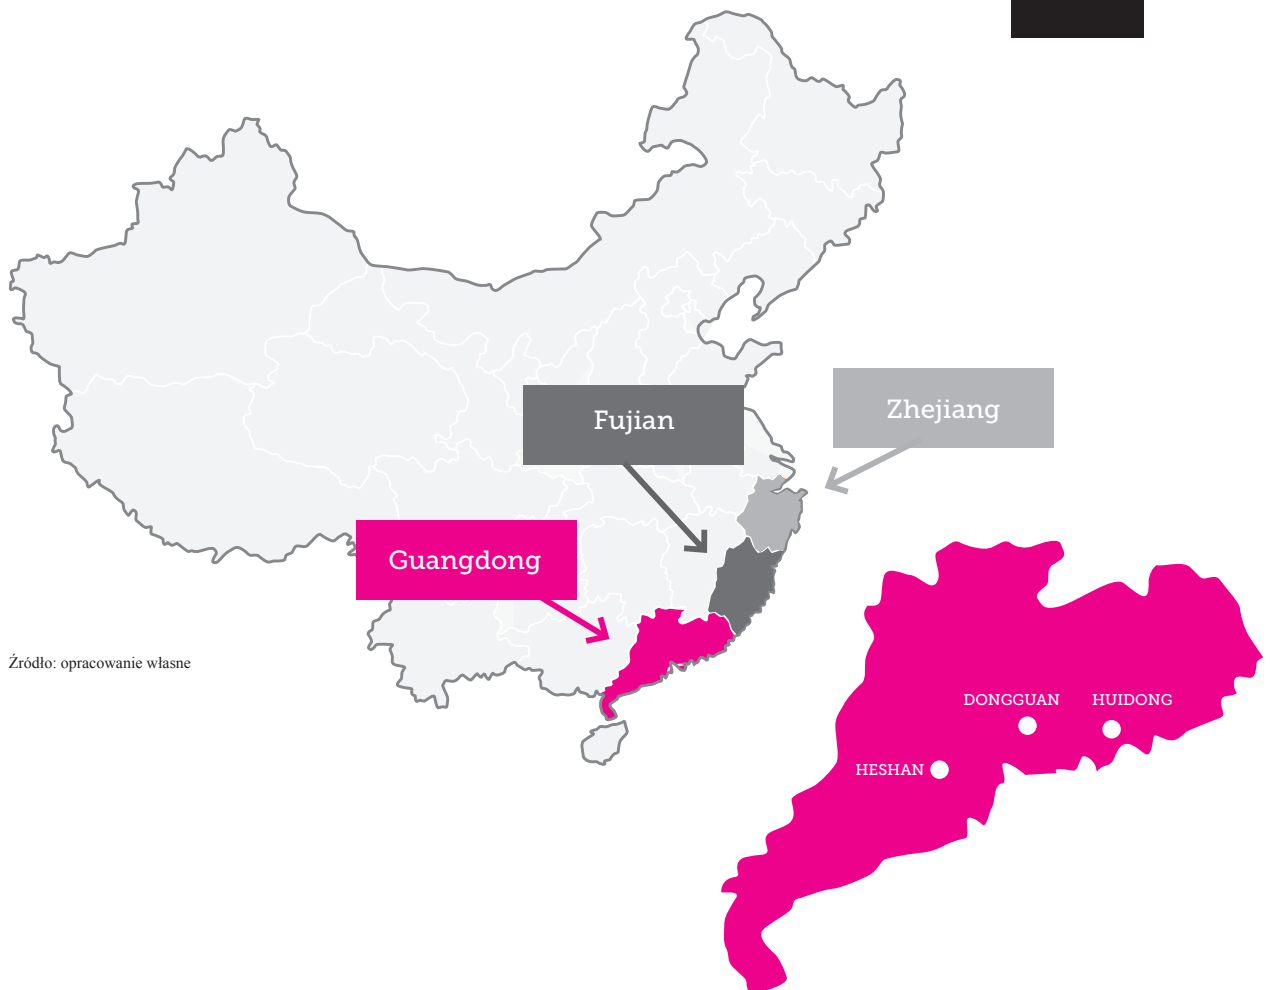 Zhejiang
Fujian
Guangdong
Źródło: opracowanie własne
DONGGUAN
HUIDONG
HESHAN